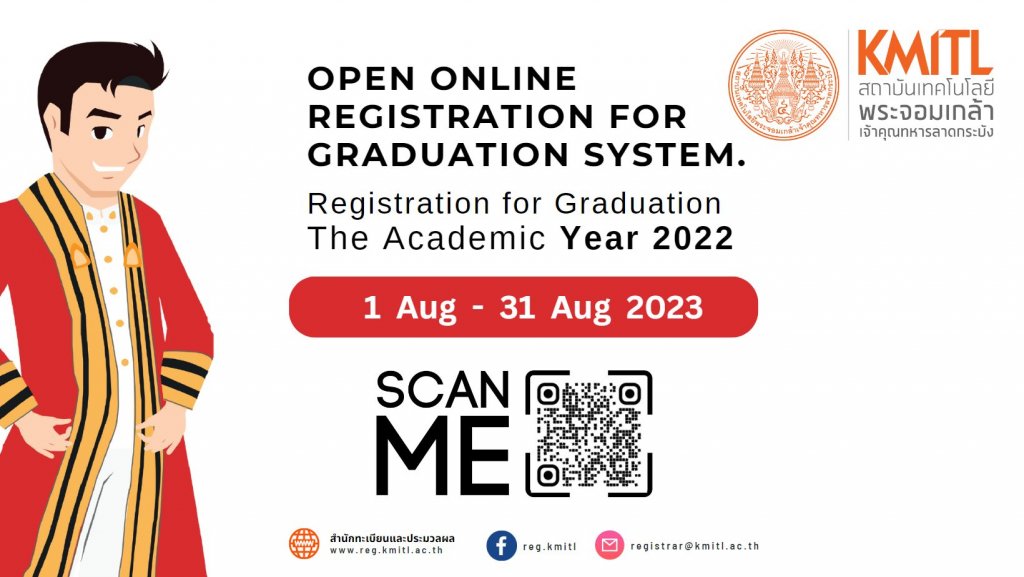 OPEN ONLINE
REGISTRATION FOR
GRADUATION SYSTEM.
Registration for Graduation
The Academic Year 2022
1 Aug - 31 Aug 2023
SCAN
ME
KMITL
สถาบันเทคโนโลยี
พระจอมเกล้า
เจ้าคุณทหารลาดกระบัง
สำนักทะเบียนและประมวลผล
www.reg.kmitl.ac.th
reg.kmitl
registrar@kmitl.ac.th